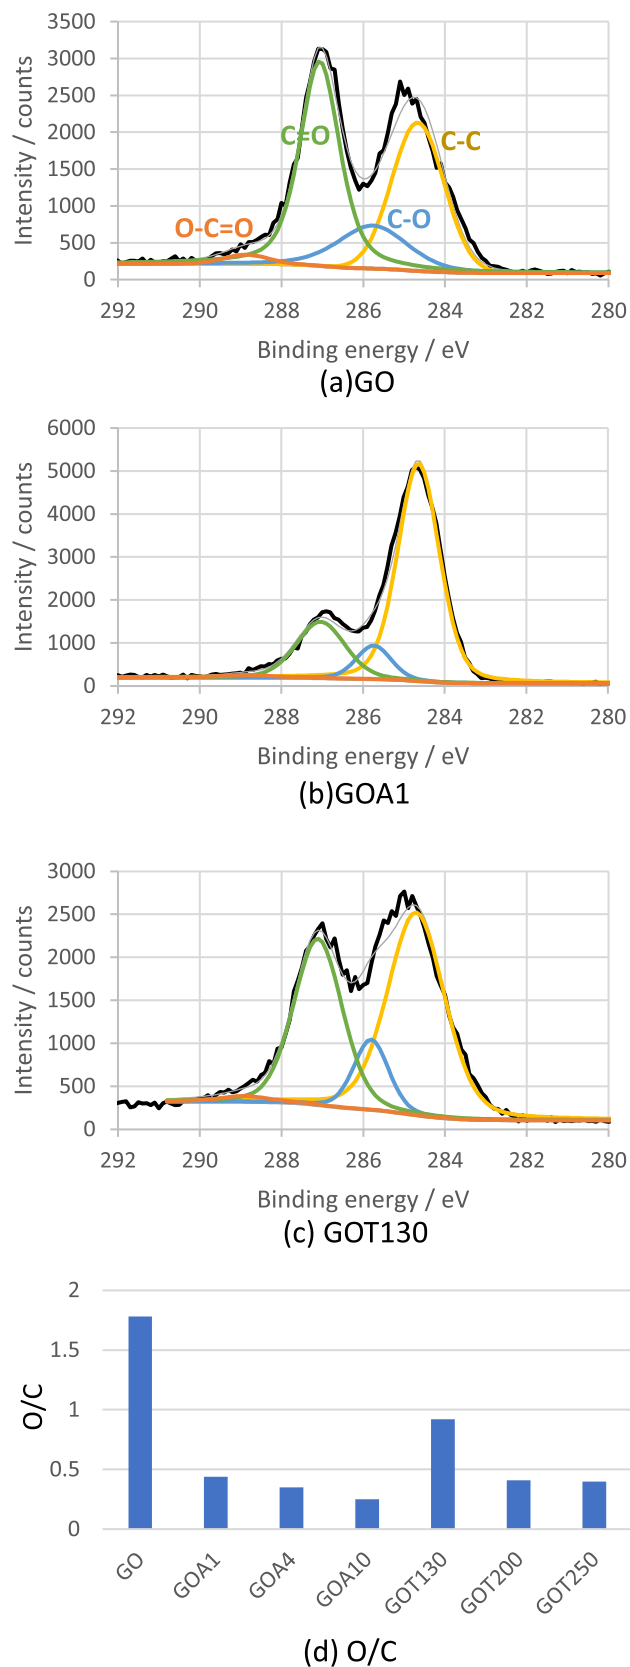 3500
3000
2500
2000
1500
1000
500
0
Intensity / counts
C=O
C-C
O-C=O
C-O
292 290 288 286 284 282 280
Binding energy / eV
(a)GO
6000
5000
4000
3000
2000
1000
0
Intensity / counts
292 290 288 286 284 282 280
Binding energy / eV
(b)GOA1
3000
2500
2000
1500
1000
500
0
Intensity / counts
292 290 288 286 284 282 280
Binding energy / eV
(c) GOT130
2
1.5
1
0.5
0
O/C
GO GOA1 GOA4 GOA10 GOT130 GOT200 GOT250
(d) O/C